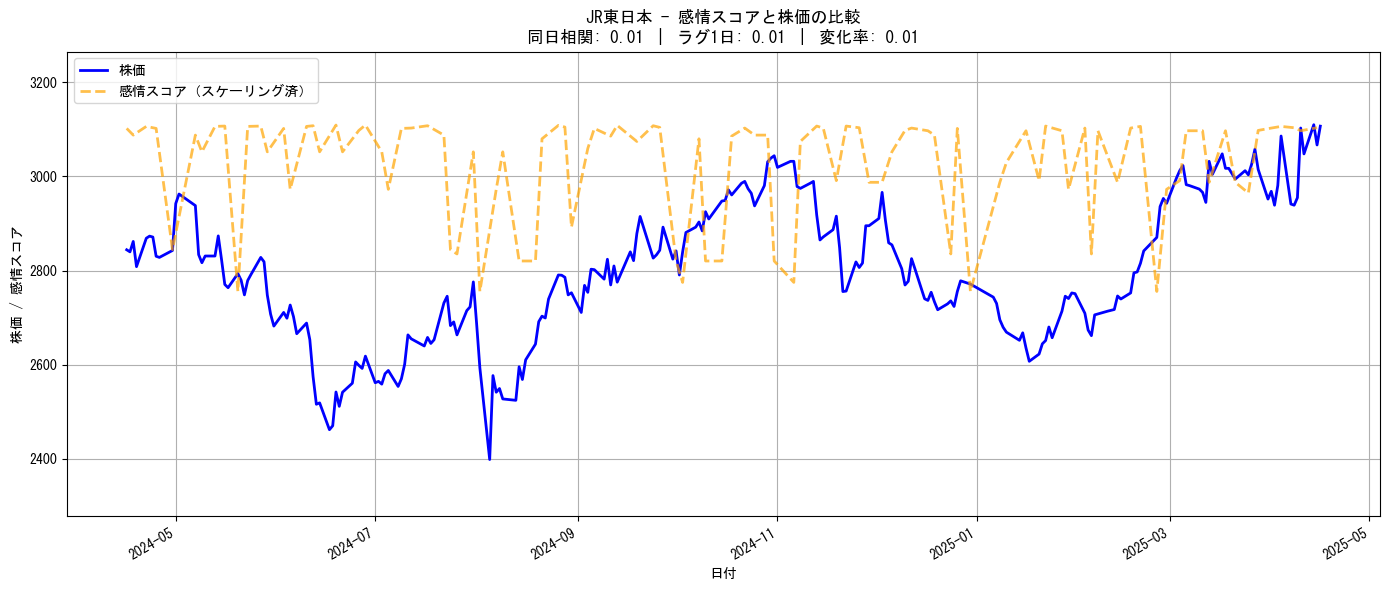 JR東日本 - 感情スコアと株価の比較
同日相関: 0.01 | ラグ1日: 0.01 | 変化率: 0.01
株価
感情スコア (スケーリング済)
株価 / 感情スコア
3200
3000
2800
2600
2400
2024-05
2024-07
2024-09
2024-11
2025-01
2025-03
2025-05
日付